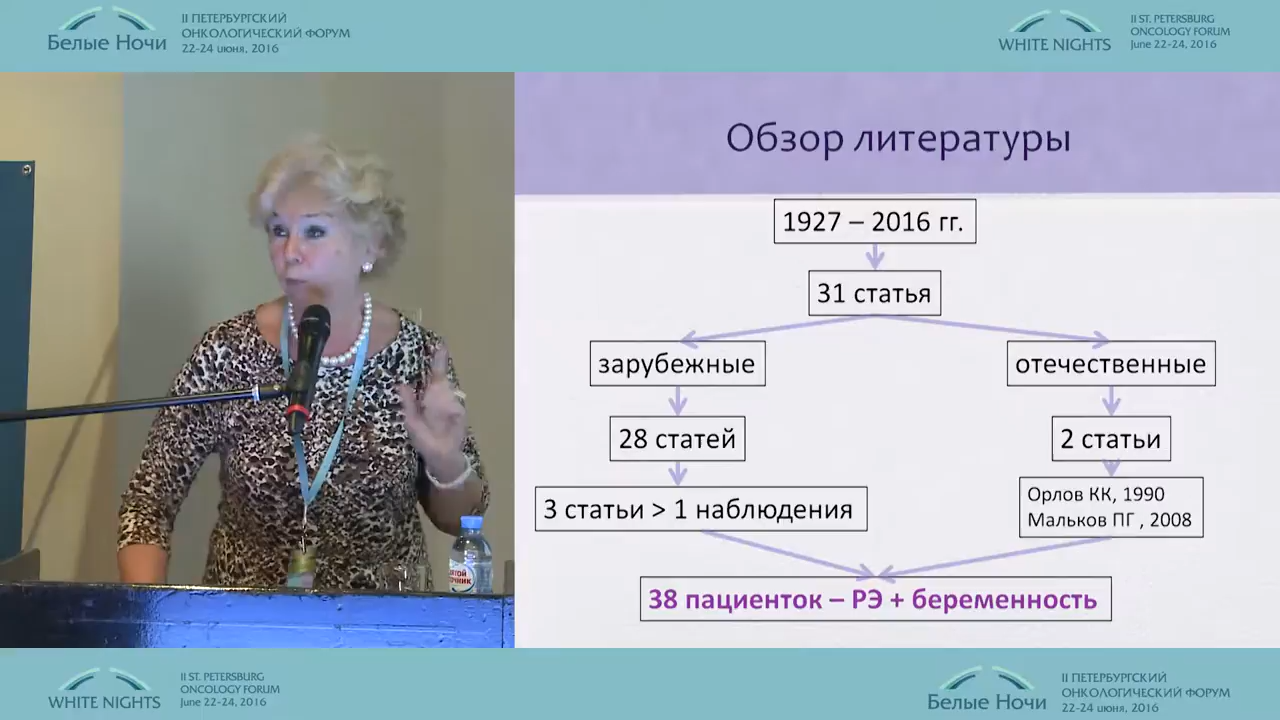 Белые Ночи
II ПЕТЕРБУРГСКИЙ
ОНКОЛОГИЧЕСКИЙ ФОРУМ
22-24 июня, 2016
WHITE NIGHTS
II ST. PETERSBURG
ONCOLOGY FORUM
June 22-24, 2016
Обзор литературы
1927 – 2016 гг.
31 статья
зарубежные
отечественные
28 статей
2 статьи
3 статьи > 1 наблюдения
Орлов КК, 1990
Мальков ПГ , 2008
38 пациенток – РЭ + беременность
WHITE NIGHTS
II ST. PETERSBURG
ONCOLOGY FORUM
June 22-24, 2016
Белые Ночи
II ПЕТЕРБУРГСКИЙ
ОНКОЛОГИЧЕСКИЙ ФОРУМ
22-24 июня, 2016